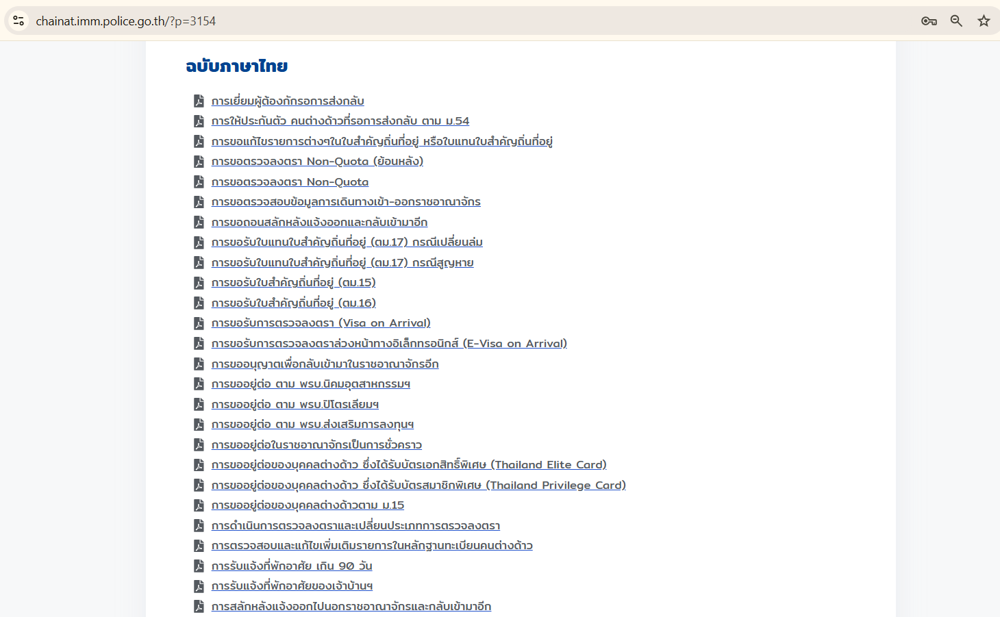 chainat.imm.police.go.th/?p=3154
ฉบับภาษาไทย
การเยี่ยมผู้ต้องกักรอการส่งกลับ
การให้ประกันตัว คนต่างด้าวที่รอการส่งกลับ ตาม ม.54
การขอแก้ไขรายการต่างๆในใบสำคัญถิ่นที่อยู่ หรือใบแทนใบสำคัญถิ่นที่อยู่
การขอตรวจลงตรา Non-Quota (ย้อนหลัง)
การขอตรวจลงตรา Non-Quota
การขอตรวจสอบข้อมูลการเดินทางเข้า-ออกราชอาณาจักร
การขอถอนสลักหลังแจ้งออกและกลับเข้ามาอีก
การขอรับใบแทนใบสำคัญถิ่นที่อยู่ (ตม.17) กรณีเปลี่ยนล่ม
การขอรับใบแทนใบสำคัญถิ่นที่อยู่ (ตม.17) กรณีสูญหาย
การขอรับใบสำคัญถิ่นที่อยู่ (ตม.15)
การขอรับใบสำคัญถิ่นที่อยู่ (ตม.16)
การขอรับการตรวจลงตรา (Visa on Arrival)
การขอรับการตรวจลงตราล่วงหน้าทางอิเล็กทรอนิกส์ (E-Visa on Arrival)
การขออนุญาตเพื่อกลับเข้ามาในราชอาณาจักรอีก
การขออยู่ต่อ ตาม พรบ.นิคมอุตสาหกรรมฯ
การขออยู่ต่อ ตาม พรบ.ปิโตรเลียมฯ
การขออยู่ต่อ ตาม พรบ.ส่งเสริมการลงทุนฯ
การขออยู่ต่อในราชอาณาจักรเป็นการชั่วคราว
การขออยู่ต่อของบุคคลต่างด้าว ซึ่งได้รับบัตรเอกสิทธิ์พิเศษ (Thailand Elite Card)
การขออยู่ต่อของบุคคลต่างด้าว ซึ่งได้รับบัตรสมาชิกพิเศษ (Thailand Privilege Card)
การขออยู่ต่อของบุคคลต่างด้าวตาม ม.15
การดำเนินการตรวจลงตราและเปลี่ยนประเภทการตรวจลงตรา
การตรวจสอบและแก้ไขเพิ่มเติมรายการในหลักฐานทะเบียนคนต่างด้าว
การรับแจ้งที่พักอาศัย เกิน 90 วัน
การรับแจ้งที่พักอาศัยของเจ้าบ้านฯ
การสลักหลังแจ้งออกไปนอกราชอาณาจักรและกลับเข้ามาอีก